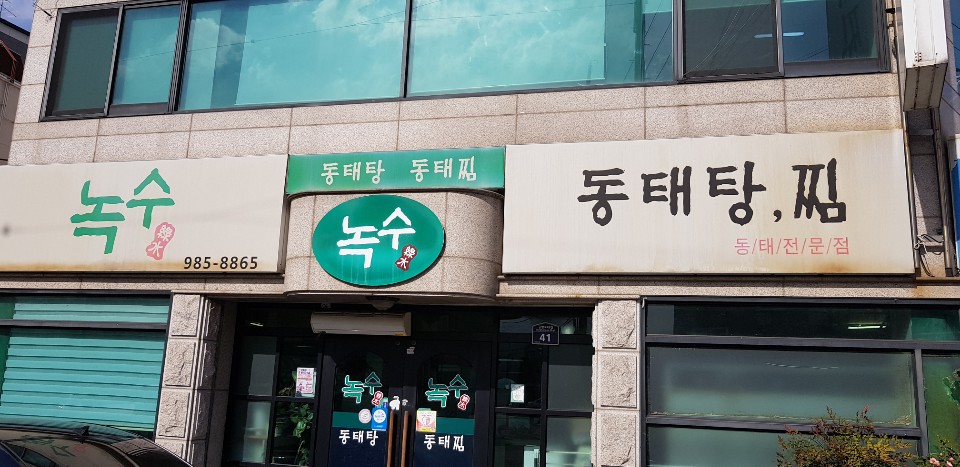 동태탕 동태찜
녹수
綠水
985-8865
녹수
綠水
동태탕,찜
동/태/전/문/점
41
녹수
동태탕
녹수
동태찜